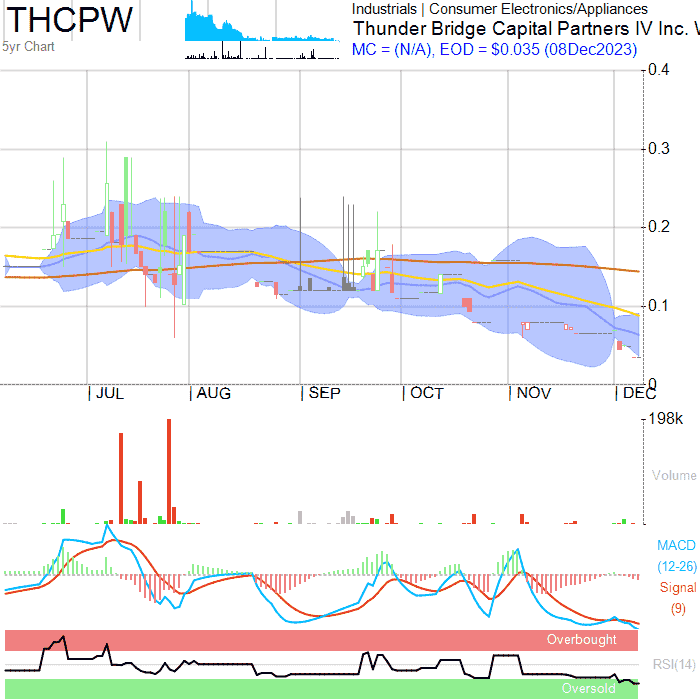 THCPW
5yr Chart
Industrials | Consumer Electronics/Appliances
Thunder Bridge Capital Partners IV Inc. W
MC = (N/A), EOD = $0.035 (08Dec2023)
0.4
0.3
0.2
0.1
0
JUL AUG SEP OCT NOV DEC
198k
Volume
MACD
(12-26)
Signal
(9)
Overbought
RSI(14)
Oversold